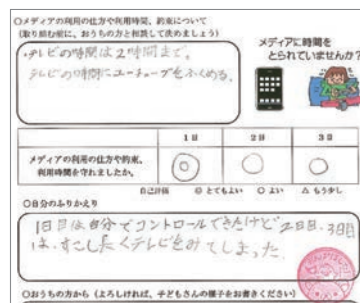 ○メディアの利用の仕方や利用時間、約束について
(取り組む前に、おうちの方と相談して決めましょう)
・テレビの時間は2時間まで。
テレビの時間にユーチューブをふくめる。
メディアに時間を
とられていませんか?
1日 2日 3日
メディアの利用の仕方や約束、
利用時間を守れましたか。
◎ ○ ○
自己評価 ◎とてもよい ○よい △もう少し
○自分のふりかえり
1日目は自分でコントロールできたけど2日目、3日目
は、すこし長くテレビをみてしまった
○おうちの方から(よろしければ、子どもさんの様子をお書きください)